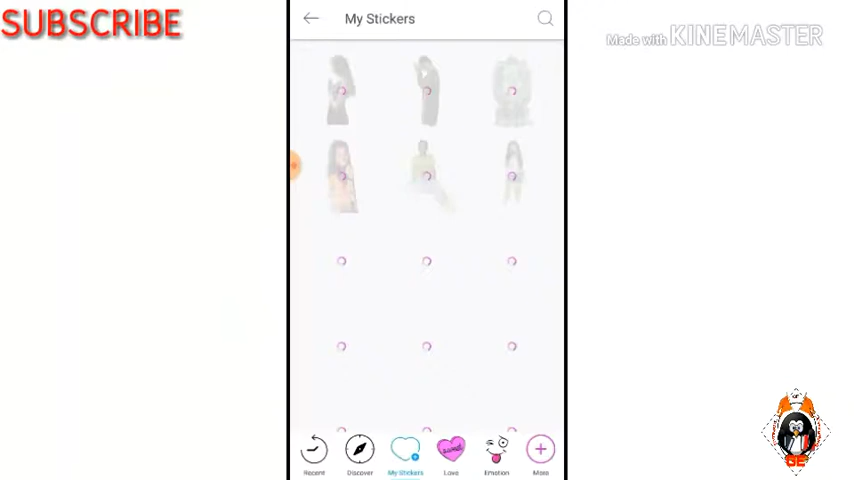 SUBSCRIBE
My Stickers
Made with KINEMASTER
Recent
Discover
My Stickers
Love
Emotion
More